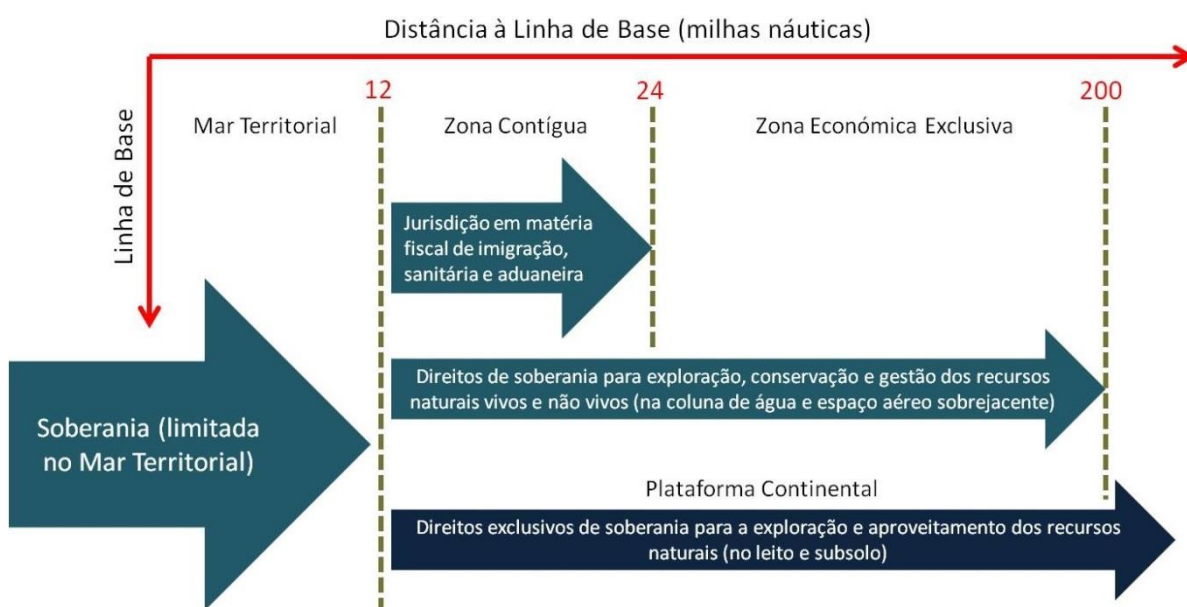 Distância à Linha de Base (milhas náuticas)
12
24
200
Linha de Base
Mar Territorial
Zona Contígua
Zona Económica Exclusiva
Jurisdição em matéria
fiscal de imigração,
sanitária e aduaneira
Direitos de soberania para exploração, conservação e gestão dos recursos
naturais vivos e não vivos (na coluna de água e espaço aéreo sobrejacente)
Soberania (limitada
no Mar Territorial)
Plataforma Continental
Direitos exclusivos de soberania para a exploração e aproveitamento dos recursos
naturais (no leito e subsolo)